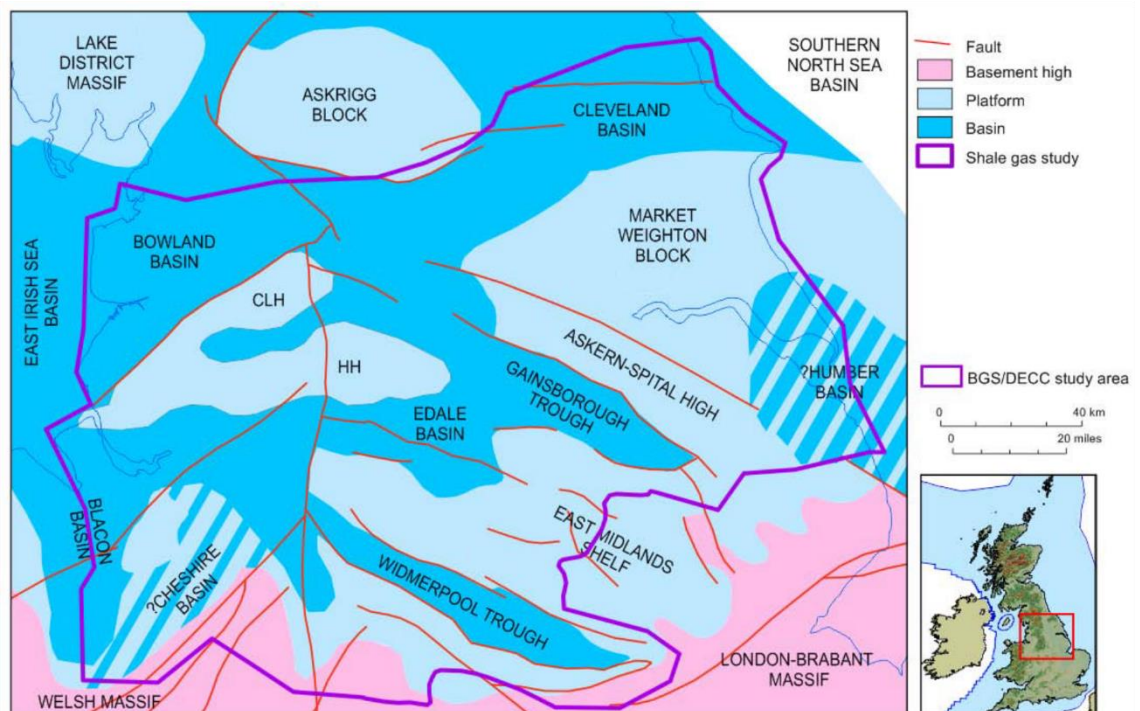 LAKE
DISTRICT
MASSIF
ASKRIGG
BLOCK
CLEVELAND
BASIN
SOUTHERN
NORTH SEA
BASIN
EAST IRISH SEA
BASIN
BOWLAND
BASIN
MARKET
WEIGHTON
BLOCK
CLH
HH
ASKERN-SPITAL HIGH
GAINSBOROUGH
TROUGH
?HUMBER
BASIN
EDALE
BASIN
BLACON
BASIN
?CHESHIRE
BASIN
EAST MIDLANDS
SHELF
WIDMERPOOL TROUGH
WELSH MASSIF
LONDON-BRABANT
MASSIF
Fault
Basement high
Platform
Basin
Shale gas study
BGS/DECC study area
0 40 km
0 20 miles